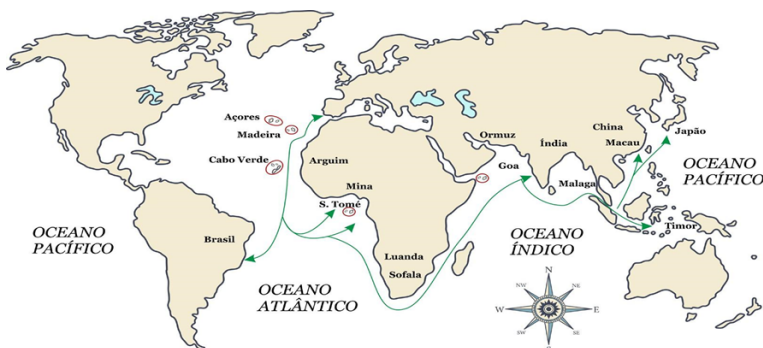 Açores
Madeira
Cabo Verde
Arguim
Mina
S. Tomé
Brasil
Luanda
Sofala
Ormuz
Goa
Índia
Malaga
China
Macau
Japão
Timor
OCEANO
PACÍFICO
OCEANO
ATLÂNTICO
OCEANO
ÍNDICO
OCEANO
PACÍFICO
N
NW
NE
W
E
SW
SE